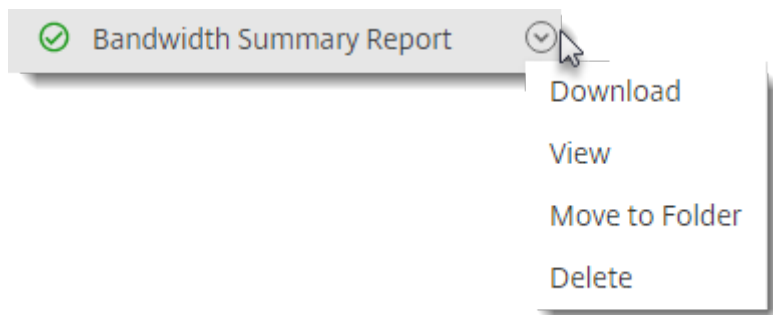 Bandwidth Summary Report
Download
View
Move to Folder
Delete